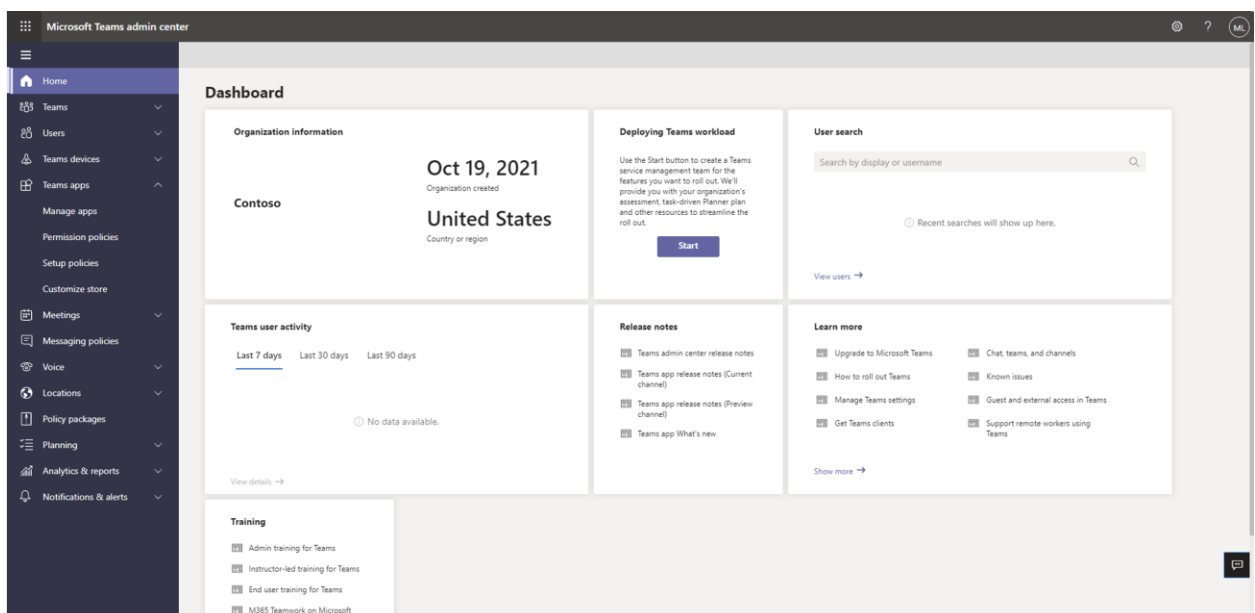 Microsoft Teams admin center
?
ML
Home
Teams
Users
Teams devices
Teams apps
Manage apps
Permission policies
Setup policies
Customize store
Meetings
Messaging policies
Voice
Locations
Policy packages
Planning
Analytics & reports
Notifications & alerts
Dashboard
Organization information
Contoso
Oct 19, 2021
Organization created
United States
Country or region
Deploying Teams workload
Use the Start button to create a Teams
service management team for the
features you want to roll out. We'll
provide you with your organization's
assessment, task-driven Planner plan
and other resources to streamline the
roll out.
Start
User search
Search by display or username
Recent searches will show up here.
View users →
Teams user activity
Last 7 days Last 30 days Last 90 days
No data available.
View details →
Release notes
Teams admin center release notes
Teams app release notes (Current
channel)
Teams app release notes (Preview
channel)
Teams app What's new
Learn more
Upgrade to Microsoft Teams
How to roll out Teams
Manage Teams settings
Get Teams clients
Chat, teams, and channels
Known issues
Guest and external access in Teams
Support remote workers using
Teams
Show more →
Training
Admin training for Teams
Instructor-led training for Teams
End user training for Teams
M365 Teamwork on Microsoft